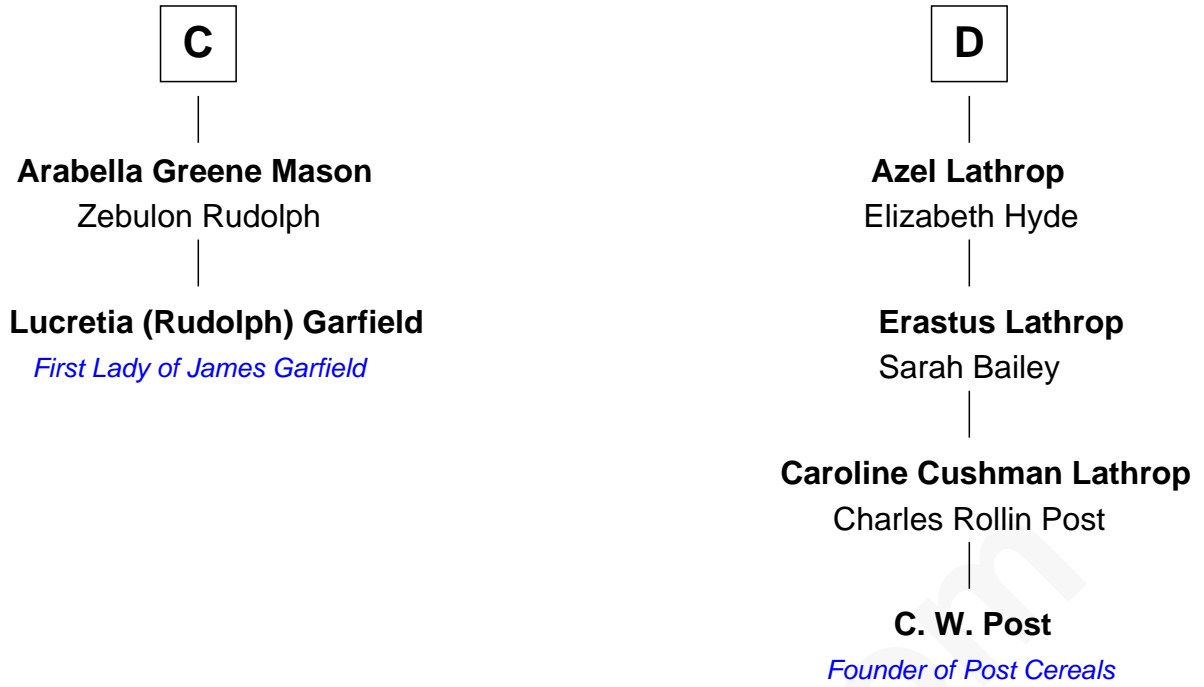 C
Arabella Greene Mason
Zebulon Rudolph
Lucretia (Rudolph) Garfield
First Lady of James Garfield
D
Azel Lathrop
Elizabeth Hyde
Erastus Lathrop
Sarah Bailey
Caroline Cushman Lathrop
Charles Rollin Post
C. W. Post
Founder of Post Cereals